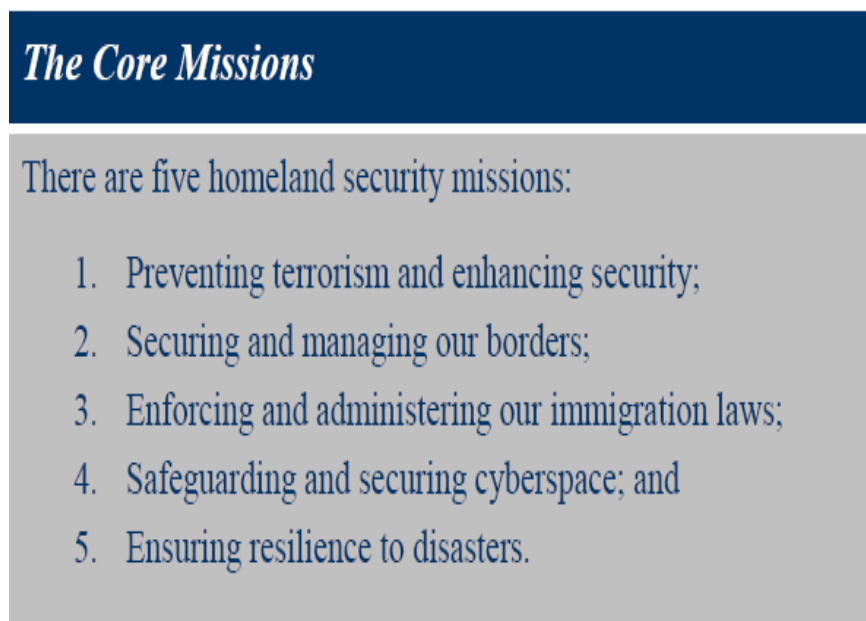 The Core Missions
There are five homeland security missions:
1. Preventing terrorism and enhancing security;
2. Securing and managing our borders;
3. Enforcing and administering our immigration laws;
4. Safeguarding and securing cyberspace; and
5. Ensuring resilience to disasters.